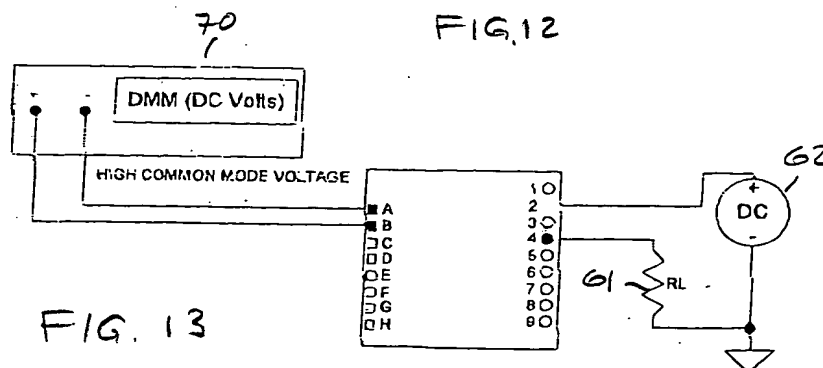 70
FIG.12
+ -
DMM (DC Volts)
HIGH COMMON MODE VOLTAGE
A
B
C
D
E
F
G
H
1
2
3
4
5
6
7
8
9
+
DC
-
62
61
RL
FIG. 13